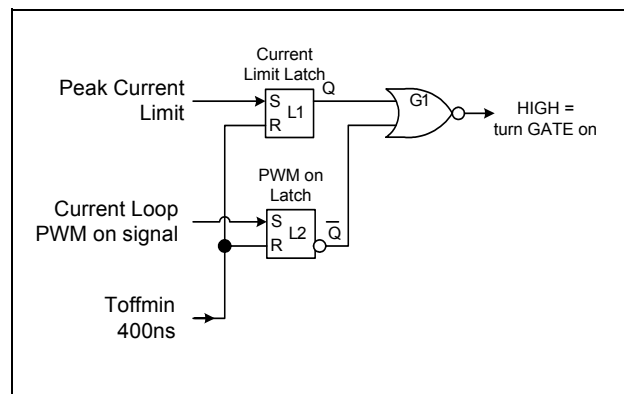 Current
Limit Latch
Peak Current
Limit
S
R
L1
Q
G1
HIGH =
turn GATE on
PWM on
Latch
Current Loop
PWM on signal
S
R
L2
Q̅
Toffmin
400ns